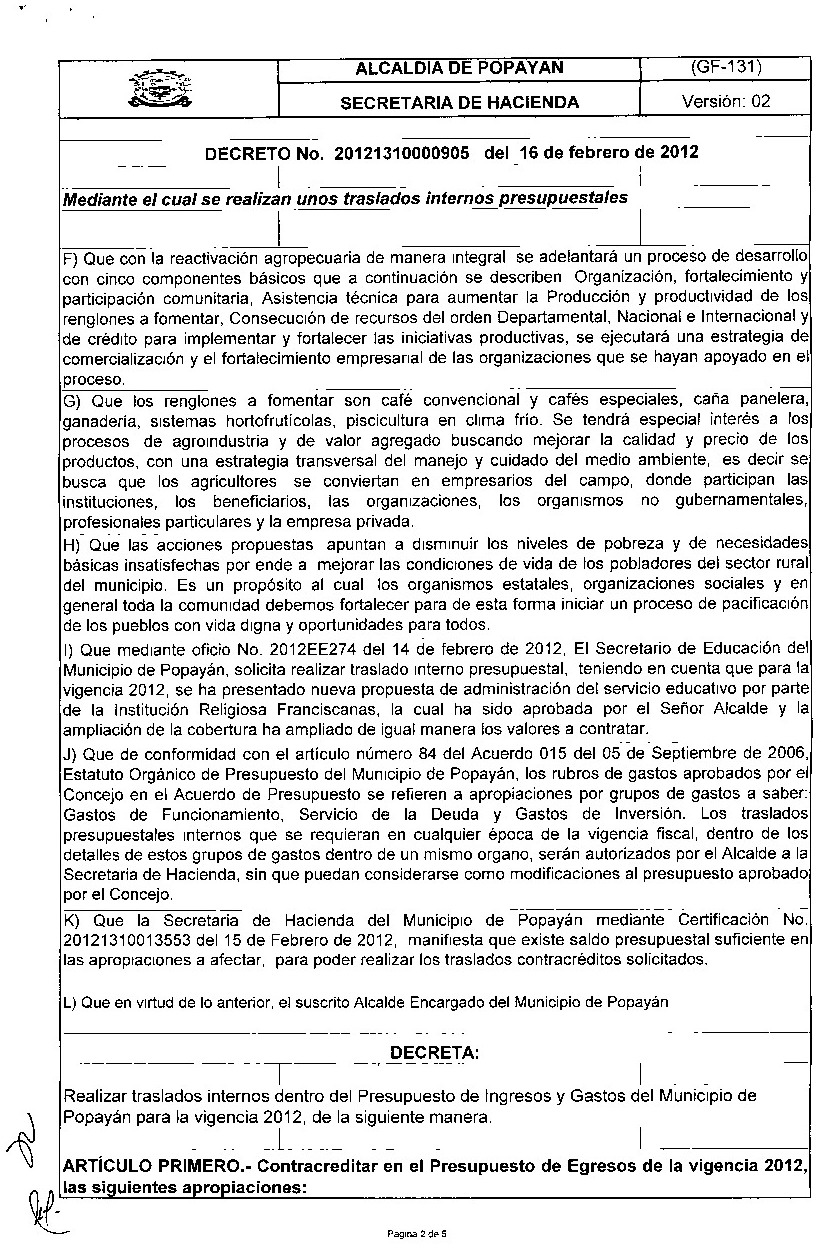 ALCALDIA DE POPAYAN
(GF-131)
SECRETARIA DE HACIENDA
Versión: 02
DECRETO No. 20121310000905 del 16 de febrero de 2012
Mediante el cual se realizan unos traslados internos presupuestales
F) Que con la reactivación agropecuaria de manera integral se adelantará un proceso de desarrollo
con cinco componentes básicos que a continuación se describen Organización, fortalecimiento y
participación comunitaria, Asistencia técnica para aumentar la Producción y productividad de los
renglones a fomentar, Consecución de recursos del orden Departamental, Nacional e Internacional y
de crédito para implementar y fortalecer las iniciativas productivas, se ejecutará una estrategia de
comercialización y el fortalecimiento empresarial de las organizaciones que se hayan apoyado en el
proceso.
G) Que los renglones a fomentar son café convencional y cafés especiales, caña panelera,
ganadería, sistemas hortofrutícolas, piscicultura en clima frío. Se tendrá especial interés a los
procesos de agroindustria y de valor agregado buscando mejorar la calidad y precio de los
productos, con una estrategia transversal del manejo y cuidado del medio ambiente, es decir se
busca que los agricultores se conviertan en empresarios del campo, donde participan las
instituciones, los beneficiarios, las organizaciones, los organismos no gubernamentales,
profesionales particulares y la empresa privada.
H) Que las acciones propuestas apuntan a disminuir los niveles de pobreza y de necesidades
básicas insatisfechas por ende a mejorar las condiciones de vida de los pobladores del sector rural
del municipio. Es un propósito al cual los organismos estatales, organizaciones sociales y en
general toda la comunidad debemos fortalecer para de esta forma iniciar un proceso de pacificación
de los pueblos con vida digna y oportunidades para todos.
I) Que mediante oficio No. 2012EE274 del 14 de febrero de 2012, El Secretario de Educación del
Municipio de Popayán, solicita realizar traslado interno presupuestal, teniendo en cuenta que para la
vigencia 2012, se ha presentado nueva propuesta de administración del servicio educativo por parte
de la Institución Religiosa Franciscanas, la cual ha sido aprobada por el Señor Alcalde y la
ampliación de la cobertura ha ampliado de igual manera los valores a contratar.
J) Que de conformidad con el artículo número 84 del Acuerdo 015 del 05 de Septiembre de 2006,
Estatuto Orgánico de Presupuesto del Municipio de Popayán, los rubros de gastos aprobados por el
Concejo en el Acuerdo de Presupuesto se refieren a apropiaciones por grupos de gastos a saber:
Gastos de Funcionamiento, Servicio de la Deuda y Gastos de Inversión. Los traslados
presupuestales internos que se requieran en cualquier época de la vigencia fiscal, dentro de los
detalles de estos grupos de gastos dentro de un mismo organo, serán autorizados por el Alcalde a la
Secretaria de Hacienda, sin que puedan considerarse como modificaciones al presupuesto aprobado
por el Concejo.
K) Que la Secretaria de Hacienda del Municipio de Popayán mediante Certificación No.
20121310013553 del 15 de Febrero de 2012, manifiesta que existe saldo presupuestal suficiente en
las apropiaciones a afectar, para poder realizar los traslados contracréditos solicitados.
L) Que en virtud de lo anterior, el suscrito Alcalde Encargado del Municipio de Popayán
DECRETA:
Realizar traslados internos dentro del Presupuesto de Ingresos y Gastos del Municipio de
Popayán para la vigencia 2012, de la siguiente manera.
ARTÍCULO PRIMERO.- Contracreditar en el Presupuesto de Egresos de la vigencia 2012,
las siguientes apropiaciones:
Pagina 2 de 5